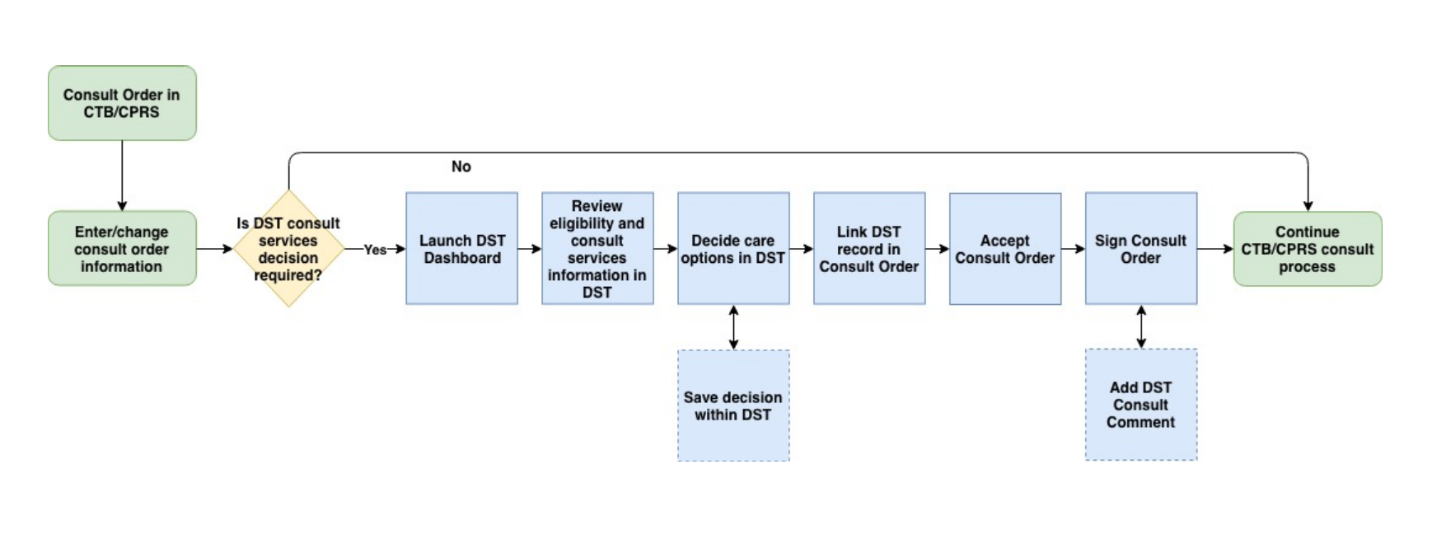 Consult Order in
CTB/CPRS
Enter/change
consult order
information
Is DST consult
services
decision
required?
No
Yes
Launch DST
Dashboard
Review
eligibility and
consult
services
information in
DST
Decide care
options in DST
Link DST
record in
Consult Order
Accept
Consult Order
Sign Consult
Order
Continue
CTB/CPRS consult
process
Save decision
within DST
Add DST
Consult
Comment